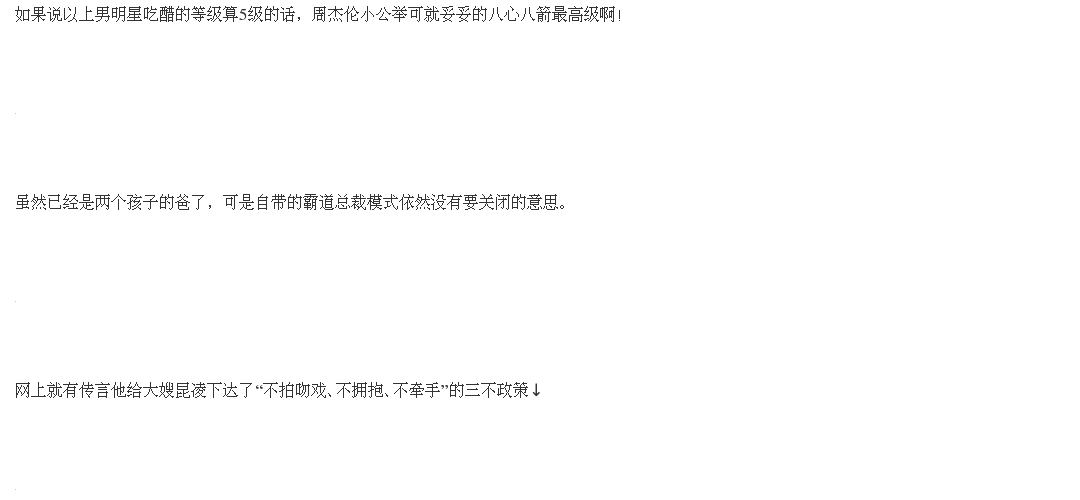 如果说以上男明星吃醋的等级算5级的话，周杰伦小公举可就妥妥的八心八箭最高级啊!
虽然已经是两个孩子的爸了，可是自带的霸道总裁模式依然没有要关闭的意思。
网上就有传言他给大嫂昆凌下达了“不拍吻戏、不拥抱、不牵手”的三不政策↓